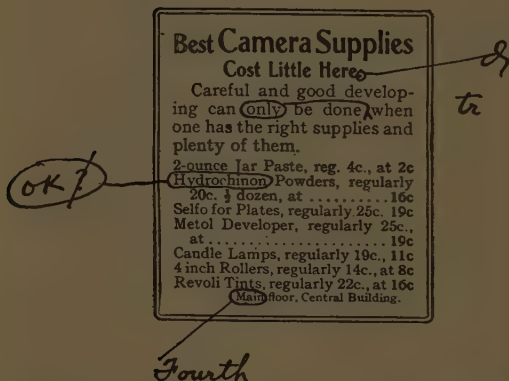 Best Camera Supplies
Cost Little Here.
Careful and good develop-
ing can only be done when
tr
one has the right supplies and
plenty of them.
2-ounce Jar Paste, reg. 4c., at 2c
OK?
Hydrochinon Powders, regularly
20c. ½ dozen, at .......... 16c
Selfo for Plates, regularly 25c. 19c
Metol Developer, regularly 25c.,
at ..................... 19c
Candle Lamps, regularly 19c., 11c
4 inch Rollers, regularly 14c., at 8c
Revoli Tints, regularly 22c., at 16c
Main floor, Central Building.
Fourth